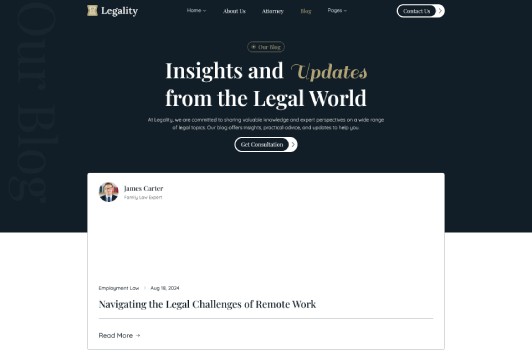 Legality
Home
About Us
Attorney
Blog
Pages
Contact Us
Our Blog
Our Blog
Insights and Updates
from the Legal World
At Legality, we are committed to sharing valuable knowledge and expert perspectives on a wide range
of legal topics. Our blog offers insights, practical advice, and updates to help you
Get Consultation
James Carter
Family Law Expert
Employment Law
Aug 18, 2024
Navigating the Legal Challenges of Remote Work
Read More →